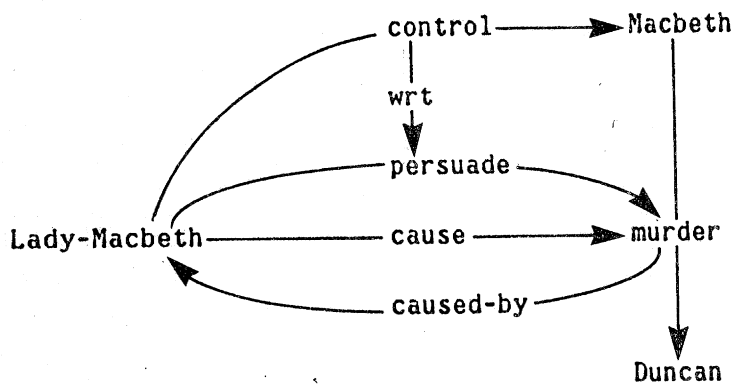 control Macbeth
wrt
persuade
Lady-Macbeth cause murder
caused-by
Duncan